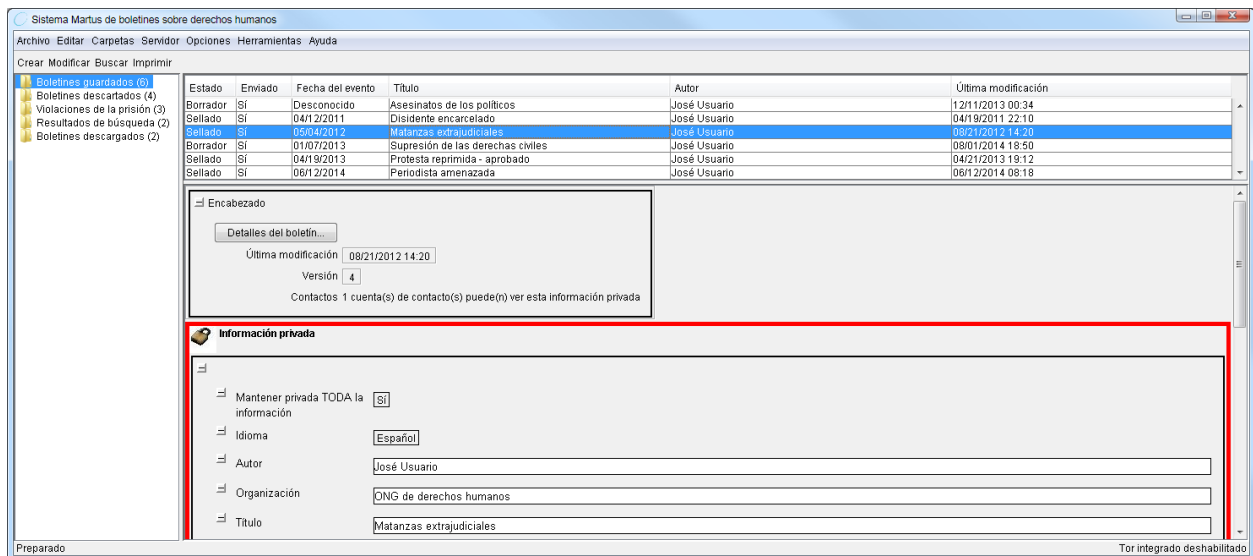 Sistema Martus de boletines sobre derechos humanos
Archivo Editar Carpetas Servidor Opciones Herramientas Ayuda
Crear Modificar Buscar Imprimir
Boletines guardados (6)
Boletines descartados (4)
Violaciones de la prisión (3)
Resultados de búsqueda (2)
Boletines descargados (2)
Estado Enviado Fecha del evento Título Autor Última modificación
Borrador Sí Desconocido Asesinatos de los políticos José Usuario 12/11/2013 00:34
Sellado Sí 04/12/2011 Disidente encarcelado José Usuario 04/19/2011 22:10
Sellado Sí 05/04/2012 Matanzas extrajudiciales José Usuario 08/21/2012 14:20
Borrador Sí 01/07/2013 Supresión de las derechas civiles José Usuario 08/01/2014 18:50
Sellado Sí 04/19/2013 Protesta reprimida - aprobado José Usuario 04/21/2013 19:12
Sellado Sí 06/12/2014 Periodista amenazada José Usuario 06/12/2014 08:18
Encabezado
Detalles del boletín...
Última modificación 08/21/2012 14:20
Versión 4
Contactos 1 cuenta(s) de contacto(s) puede(n) ver esta información privada
Información privada
Mantener privada TODA la
información
Sí
Idioma Español
Autor José Usuario
Organización ONG de derechos humanos
Título Matanzas extrajudiciales
Preparado Tor integrado deshabilitado